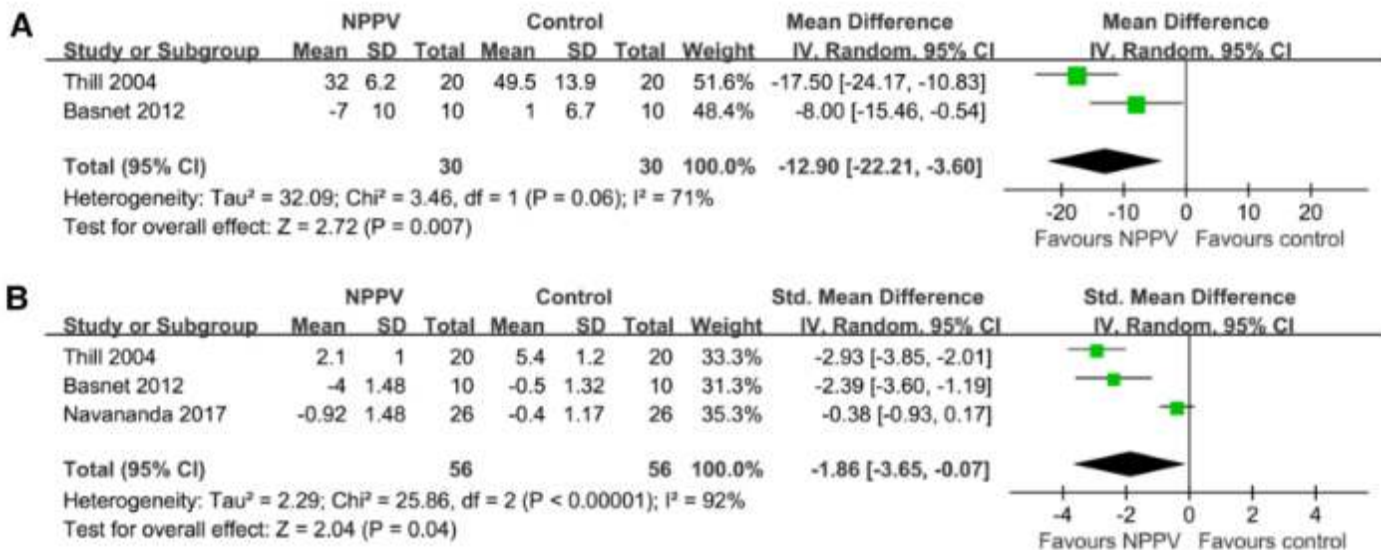 A
NPPV Control Mean Difference Mean Difference
Study or Subgroup Mean SD Total Mean SD Total Weight IV, Random, 95% CI IV, Random, 95% CI
Thill 2004 32 6.2 20 49.5 13.9 20 51.6% -17.50 [-24.17, -10.83]
Basnet 2012 -7 10 10 1 6.7 10 48.4% -8.00 [-15.46, -0.54]
Total (95% CI) 30 30 100.0% -12.90 [-22.21, -3.60]
Heterogeneity: Tau² = 32.09; Chi² = 3.46, df = 1 (P = 0.06); I² = 71%
Test for overall effect: Z = 2.72 (P = 0.007)
-20 -10 0 10 20
Favours NPPV Favours control
B
NPPV Control Std. Mean Difference Std. Mean Difference
Study or Subgroup Mean SD Total Mean SD Total Weight IV, Random, 95% CI IV, Random, 95% CI
Thill 2004 2.1 1 20 5.4 1.2 20 33.3% -2.93 [-3.85, -2.01]
Basnet 2012 -4 1.48 10 -0.5 1.32 10 31.3% -2.39 [-3.60, -1.19]
Navananda 2017 -0.92 1.48 26 -0.4 1.17 26 35.3% -0.38 [-0.93, 0.17]
Total (95% CI) 56 56 100.0% -1.86 [-3.65, -0.07]
Heterogeneity: Tau² = 2.29; Chi² = 25.86, df = 2 (P < 0.00001); I² = 92%
Test for overall effect: Z = 2.04 (P = 0.04)
-4 -2 0 2 4
Favours NPPV Favours control